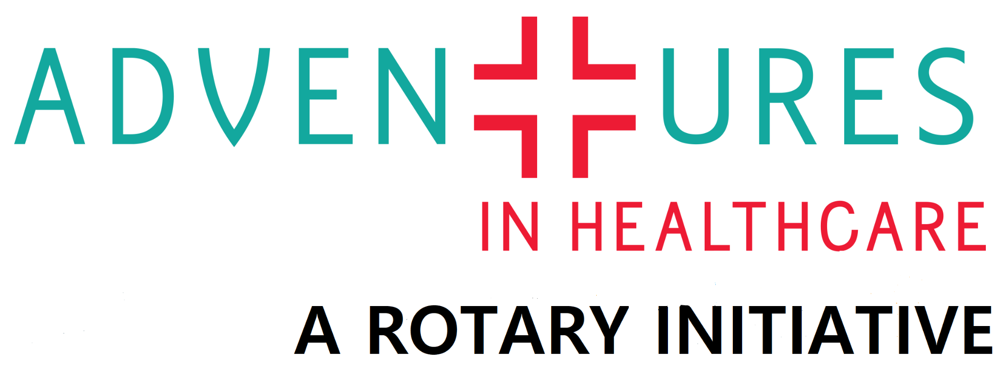 ADVENTURES
IN HEALTHCARE
A ROTARY INITIATIVE